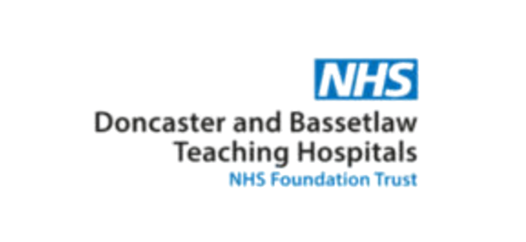 NHS
Doncaster and Bassetlaw
Teaching Hospitals
NHS Foundation Trust